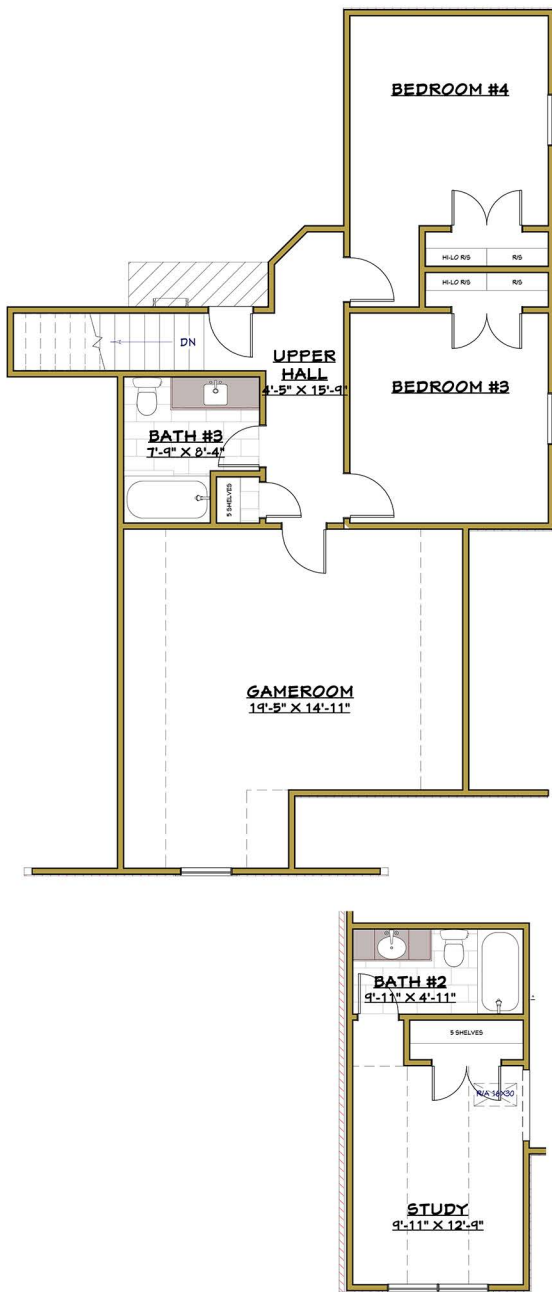 BEDROOM #4
HI-LO R/S
R/S
HI-LO R/S
R/S
DN
UPPER
HALL
4'-5" X 15'-9"
BEDROOM #3
BATH #3
7'-9" X 8'-4"
5 SHELVES
GAMEROOM
19'-5" X 14'-11"
BATH #2
9'-11" X 4'-11"
5 SHELVES
R/A 16X30
STUDY
9'-11" X 12'-9"